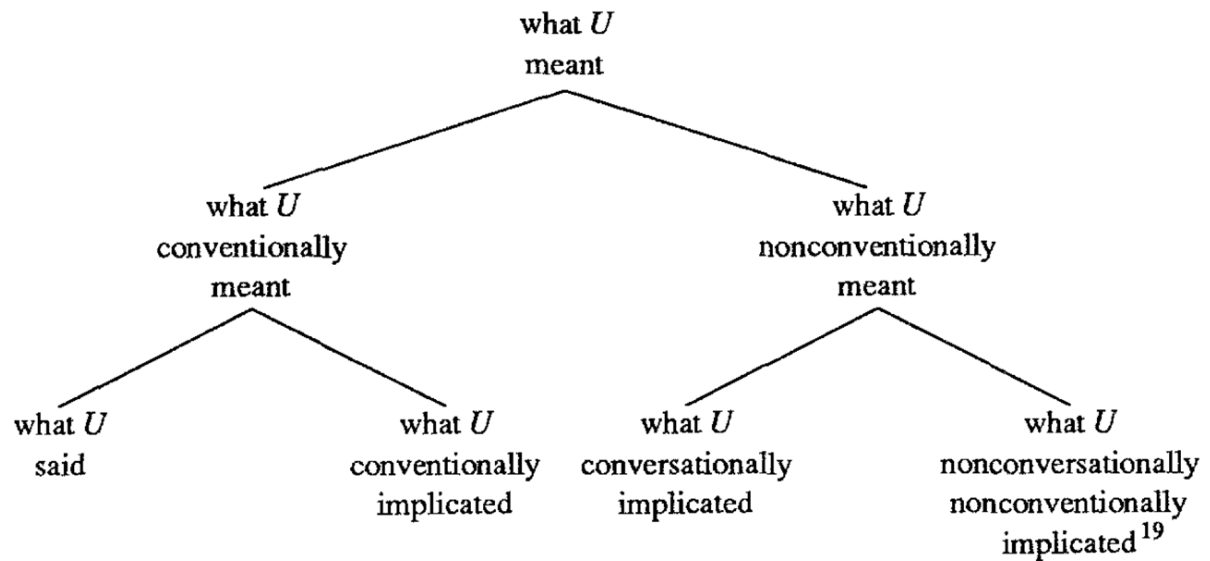 what U
meant
what U
conventionally
meant
what U
nonconventionally
meant
what U
said
what U
conventionally
implicated
what U
conversationally
implicated
what U
nonconversationally
nonconventionally
implicated19